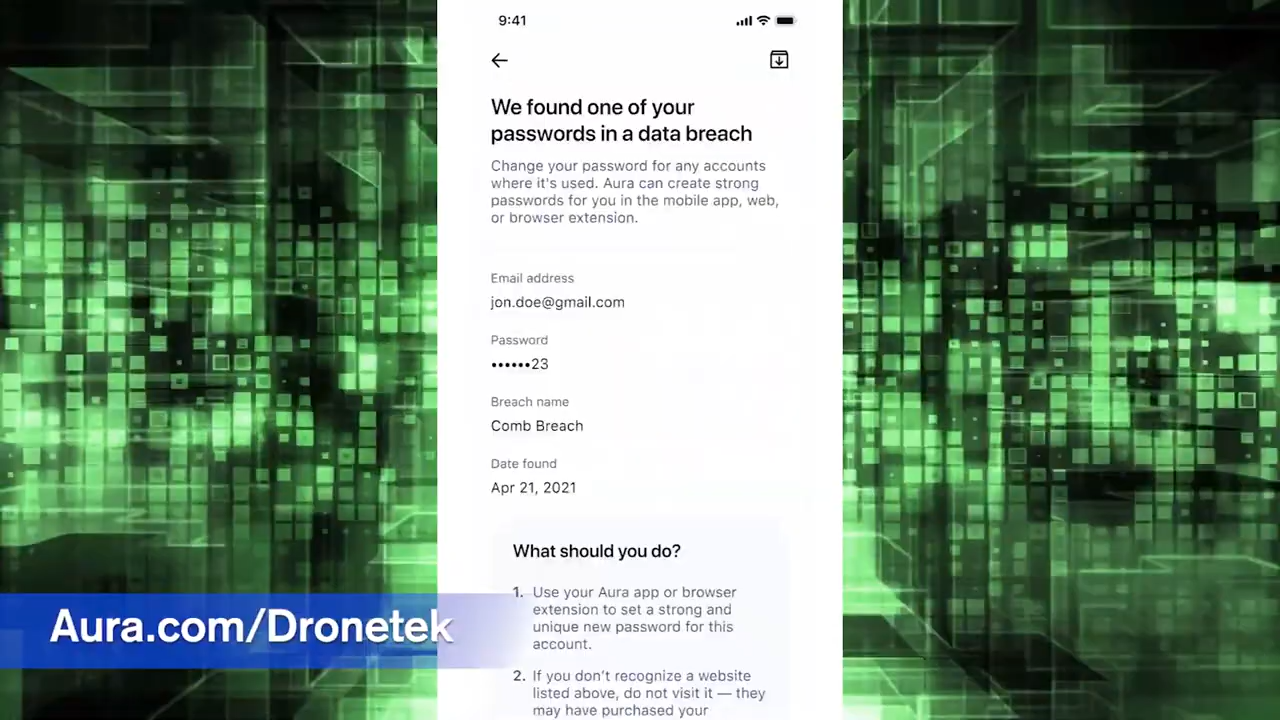 9:41
We found one of your
passwords in a data breach
Change your password for any accounts
where it's used. Aura can create strong
passwords for you in the mobile app, web,
or browser extension.
Email address
jon.doe@gmail.com
Password
••••••23
Breach name
Comb Breach
Date found
Apr 21, 2021
What should you do?
1. Use your Aura app or browser
extension to set a strong and
unique new password for this
account.
2. If you don’t recognize a website
listed above, do not visit it — they
may have purchased your
Aura.com/Dronetek